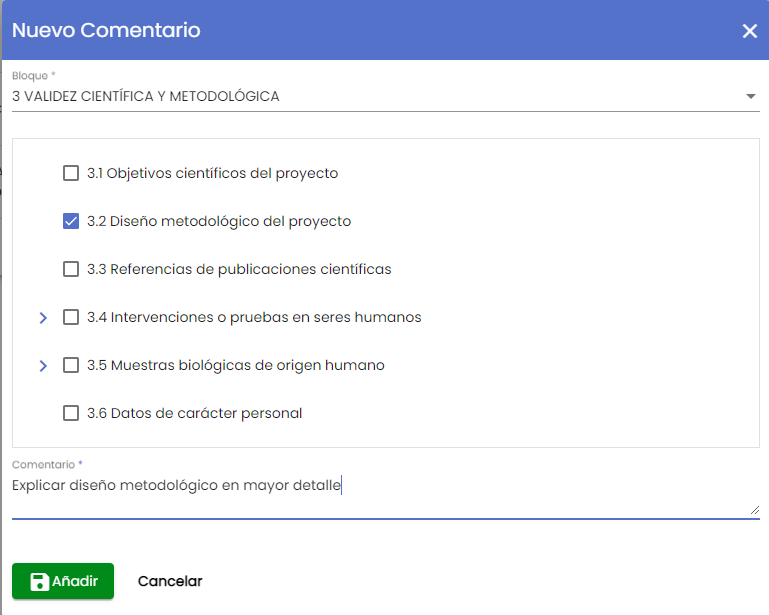 Nuevo Comentario
Bloque *
3 VALIDEZ CIENTÍFICA Y METODOLÓGICA
3.1 Objetivos científicos del proyecto
3.2 Diseño metodológico del proyecto
3.3 Referencias de publicaciones científicas
3.4 Intervenciones o pruebas en seres humanos
3.5 Muestras biológicas de origen humano
3.6 Datos de carácter personal
Comentario *
Explicar diseño metodológico en mayor detalle
Añadir
Cancelar